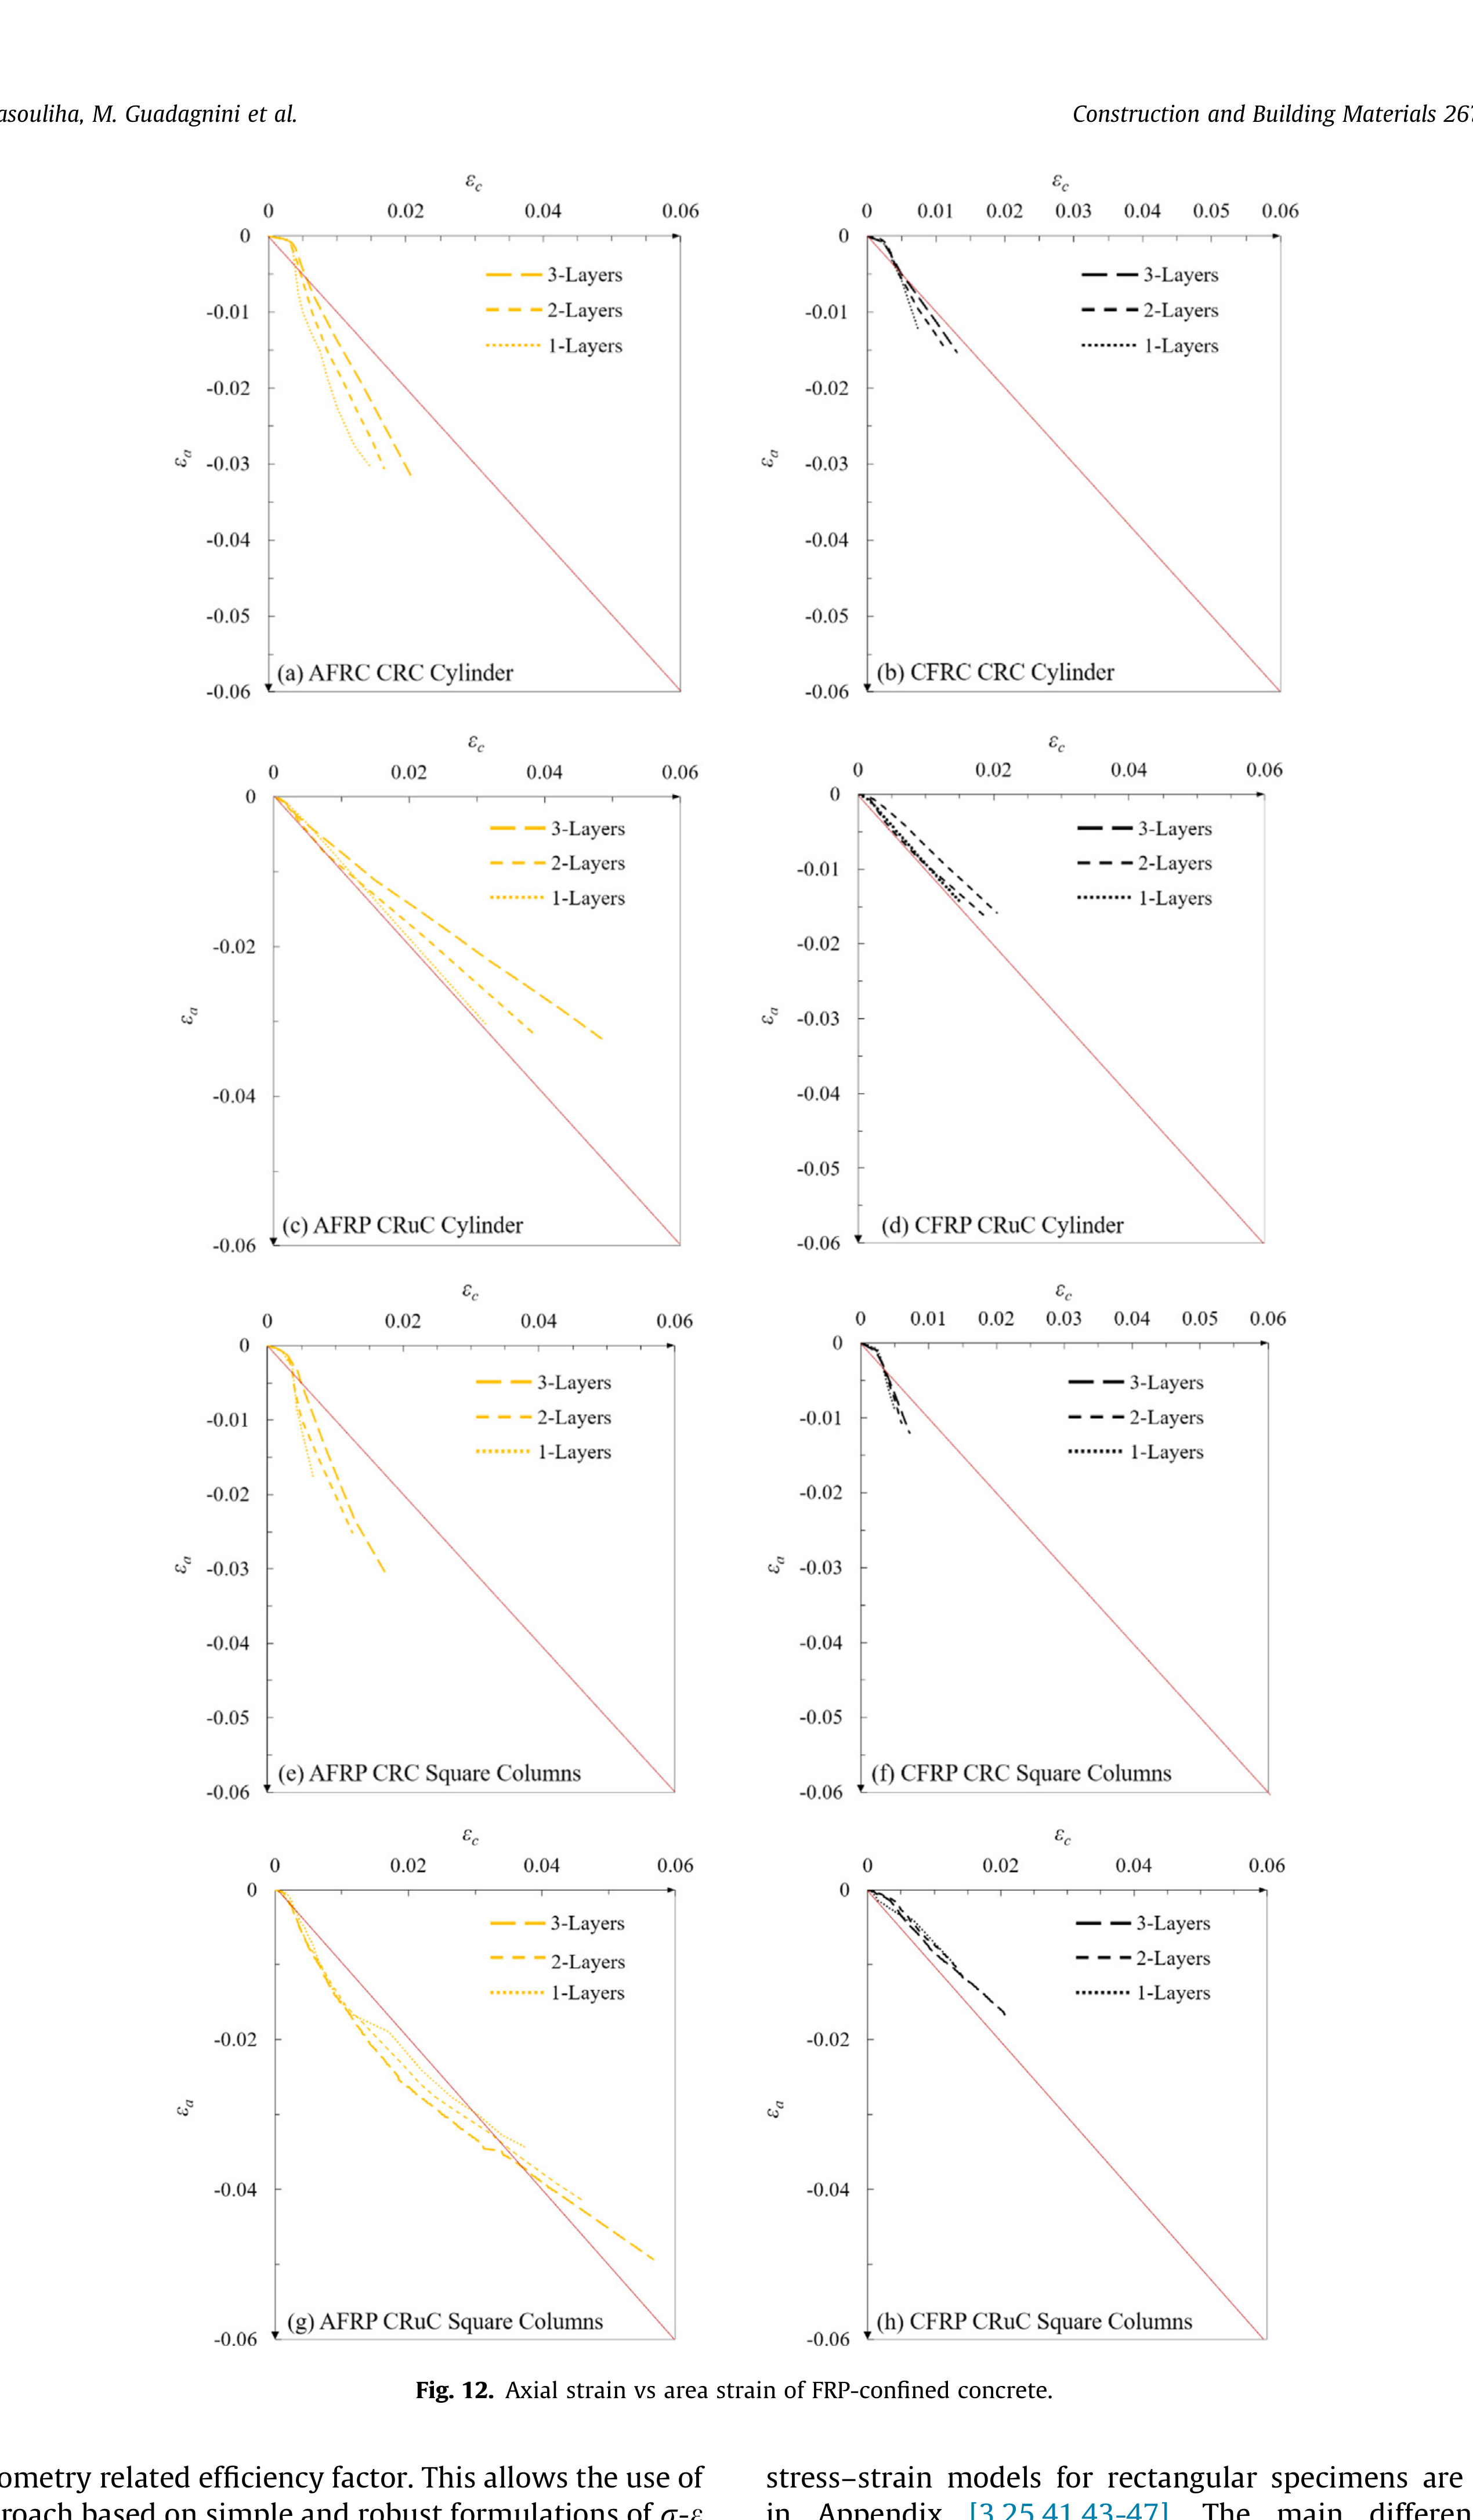 asouliha, M. Guadagnini et al.
Construction and Building Materials 267
εc
0 0.02 0.04 0.06
0
-0.01
-0.02
-0.03
-0.04
-0.05
-0.06
εa
3-Layers
2-Layers
1-Layers
(a) AFRC CRC Cylinder
εc
0 0.01 0.02 0.03 0.04 0.05 0.06
0
-0.01
-0.02
-0.03
-0.04
-0.05
-0.06
εa
3-Layers
2-Layers
1-Layers
(b) CFRC CRC Cylinder
εc
0 0.02 0.04 0.06
0
-0.02
-0.04
-0.06
εa
3-Layers
2-Layers
1-Layers
(c) AFRP CRuC Cylinder
εc
0 0.02 0.04 0.06
0
-0.01
-0.02
-0.03
-0.04
-0.05
-0.06
εa
3-Layers
2-Layers
1-Layers
(d) CFRP CRuC Cylinder
εc
0 0.02 0.04 0.06
0
-0.01
-0.02
-0.03
-0.04
-0.05
-0.06
εa
3-Layers
2-Layers
1-Layers
(e) AFRP CRC Square Columns
εc
0 0.01 0.02 0.03 0.04 0.05 0.06
0
-0.01
-0.02
-0.03
-0.04
-0.05
-0.06
εa
3-Layers
2-Layers
1-Layers
(f) CFRP CRC Square Columns
εc
0 0.02 0.04 0.06
0
-0.02
-0.04
-0.06
εa
3-Layers
2-Layers
1-Layers
(g) AFRP CRuC Square Columns
εc
0 0.02 0.04 0.06
0
-0.02
-0.04
-0.06
εa
3-Layers
2-Layers
1-Layers
(h) CFRP CRuC Square Columns
Fig. 12. Axial strain vs area strain of FRP-confined concrete.
ometry related efficiency factor. This allows the use of
roach based on simple and robust formulations of σ-ε
stress–strain models for rectangular specimens are
in Appendix [3,25,41,43-47]. The main differen